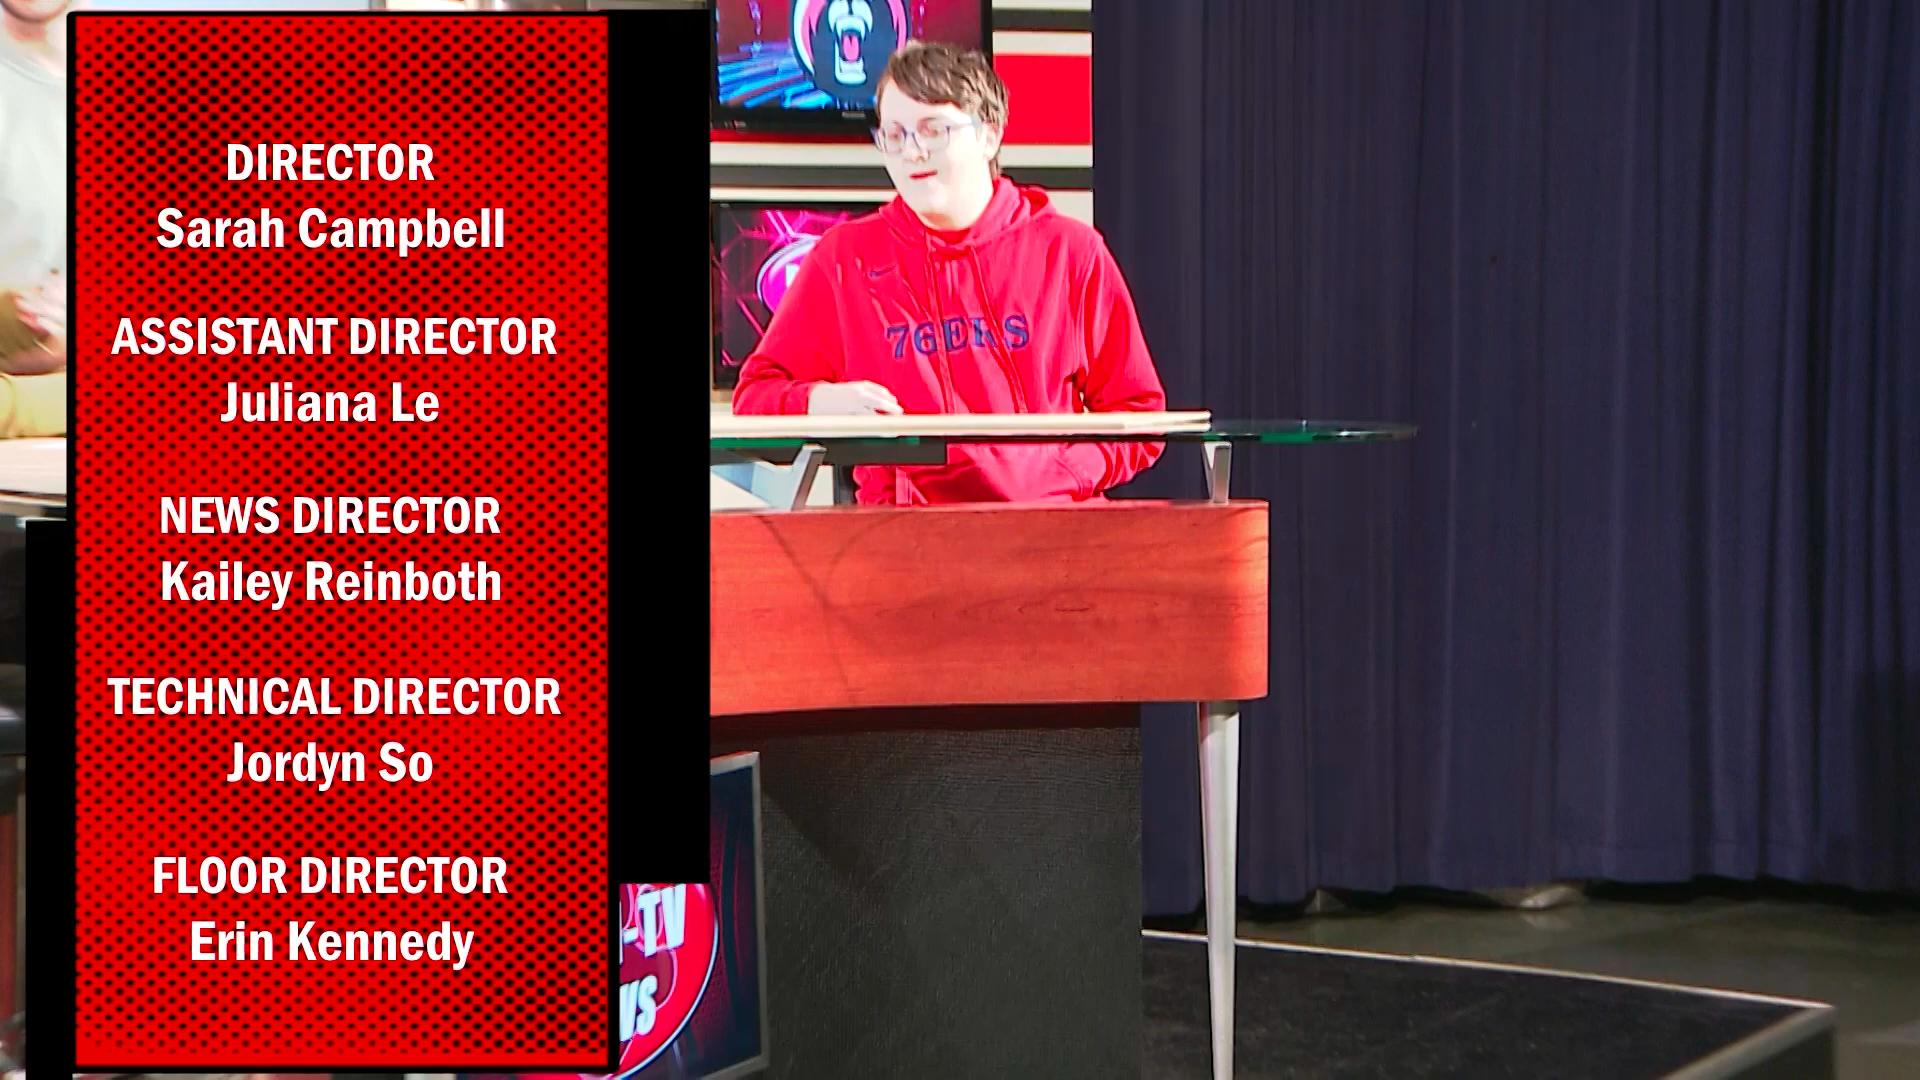 DIRECTOR
Sarah Campbell
ASSISTANT DIRECTOR
Juliana Le
NEWS DIRECTOR
Kailey Reinboth
TECHNICAL DIRECTOR
Jordyn So
FLOOR DIRECTOR
Erin Kennedy
76ERS
-TV